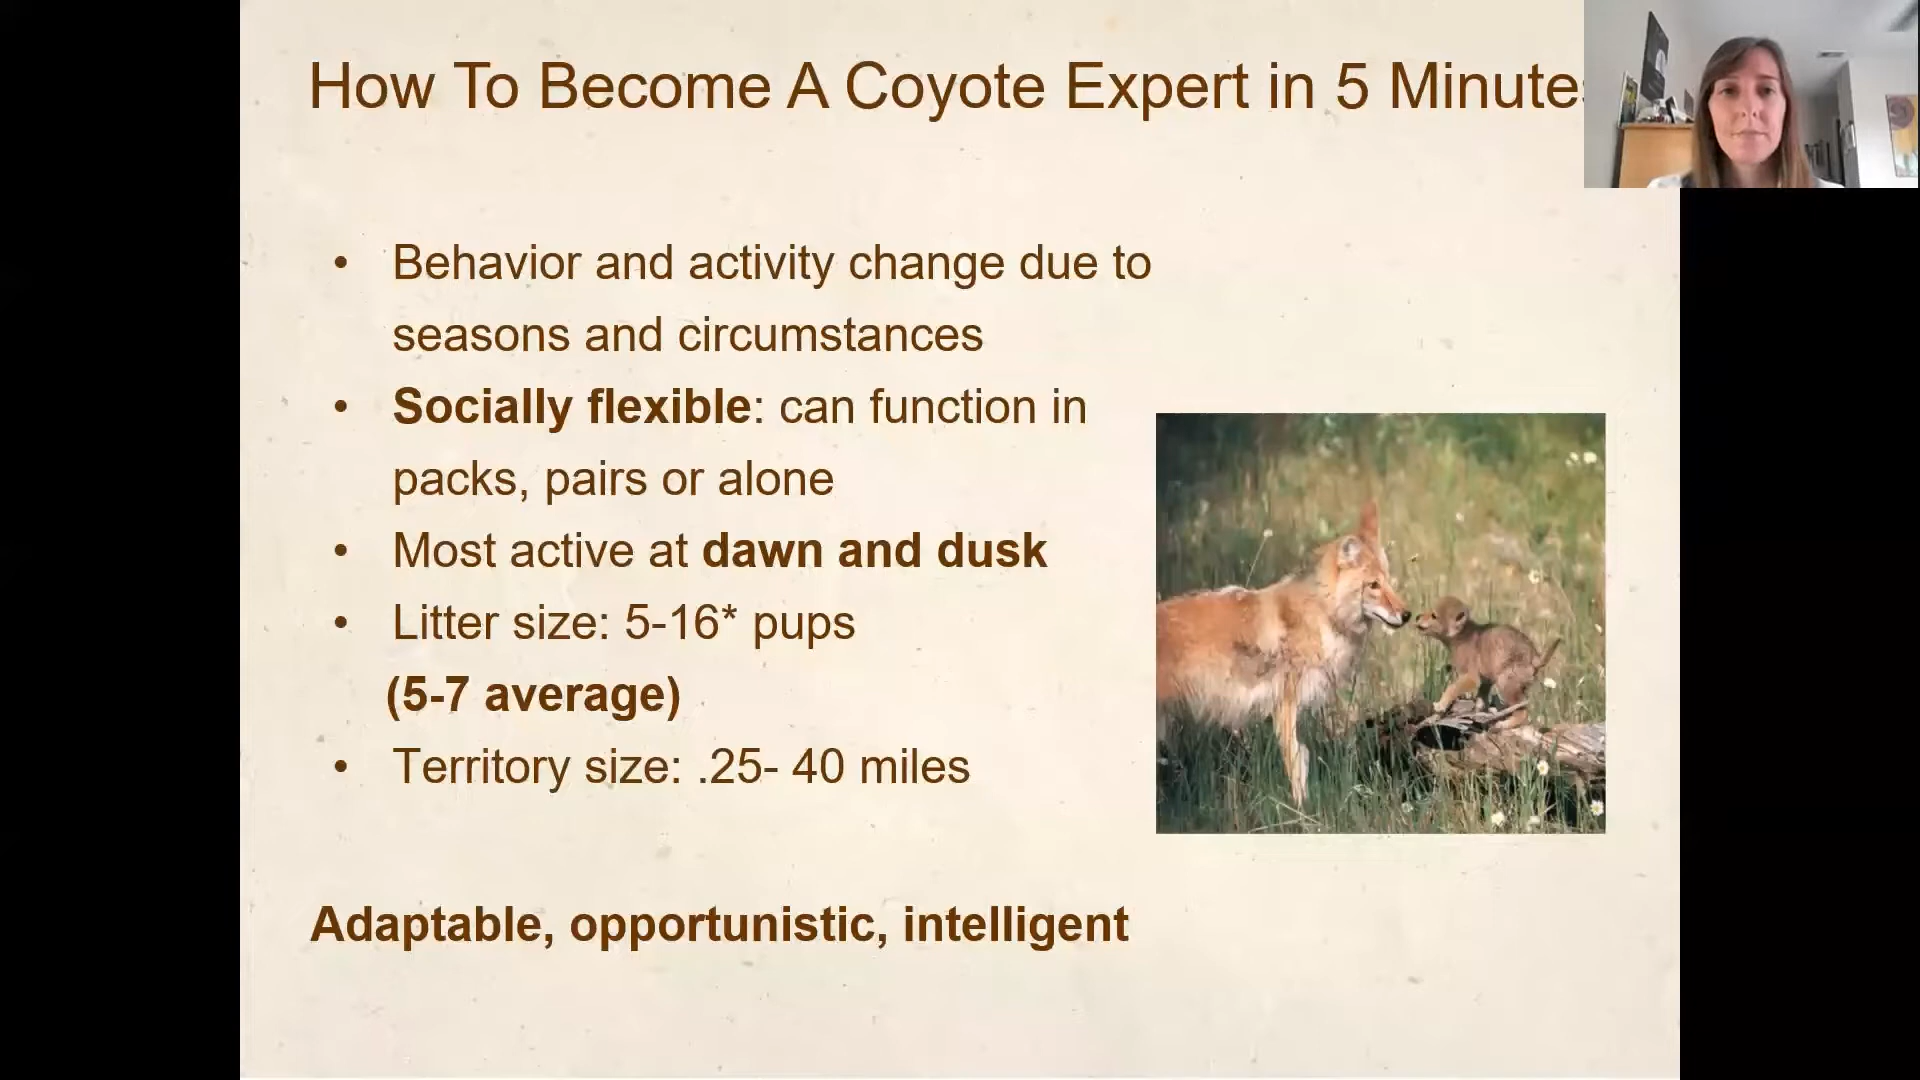 How To Become A Coyote Expert in 5 Minutes
• Behavior and activity change due to
seasons and circumstances
• Socially flexible: can function in
packs, pairs or alone
• Most active at dawn and dusk
• Litter size: 5-16* pups
(5-7 average)
• Territory size: .25- 40 miles
Adaptable, opportunistic, intelligent